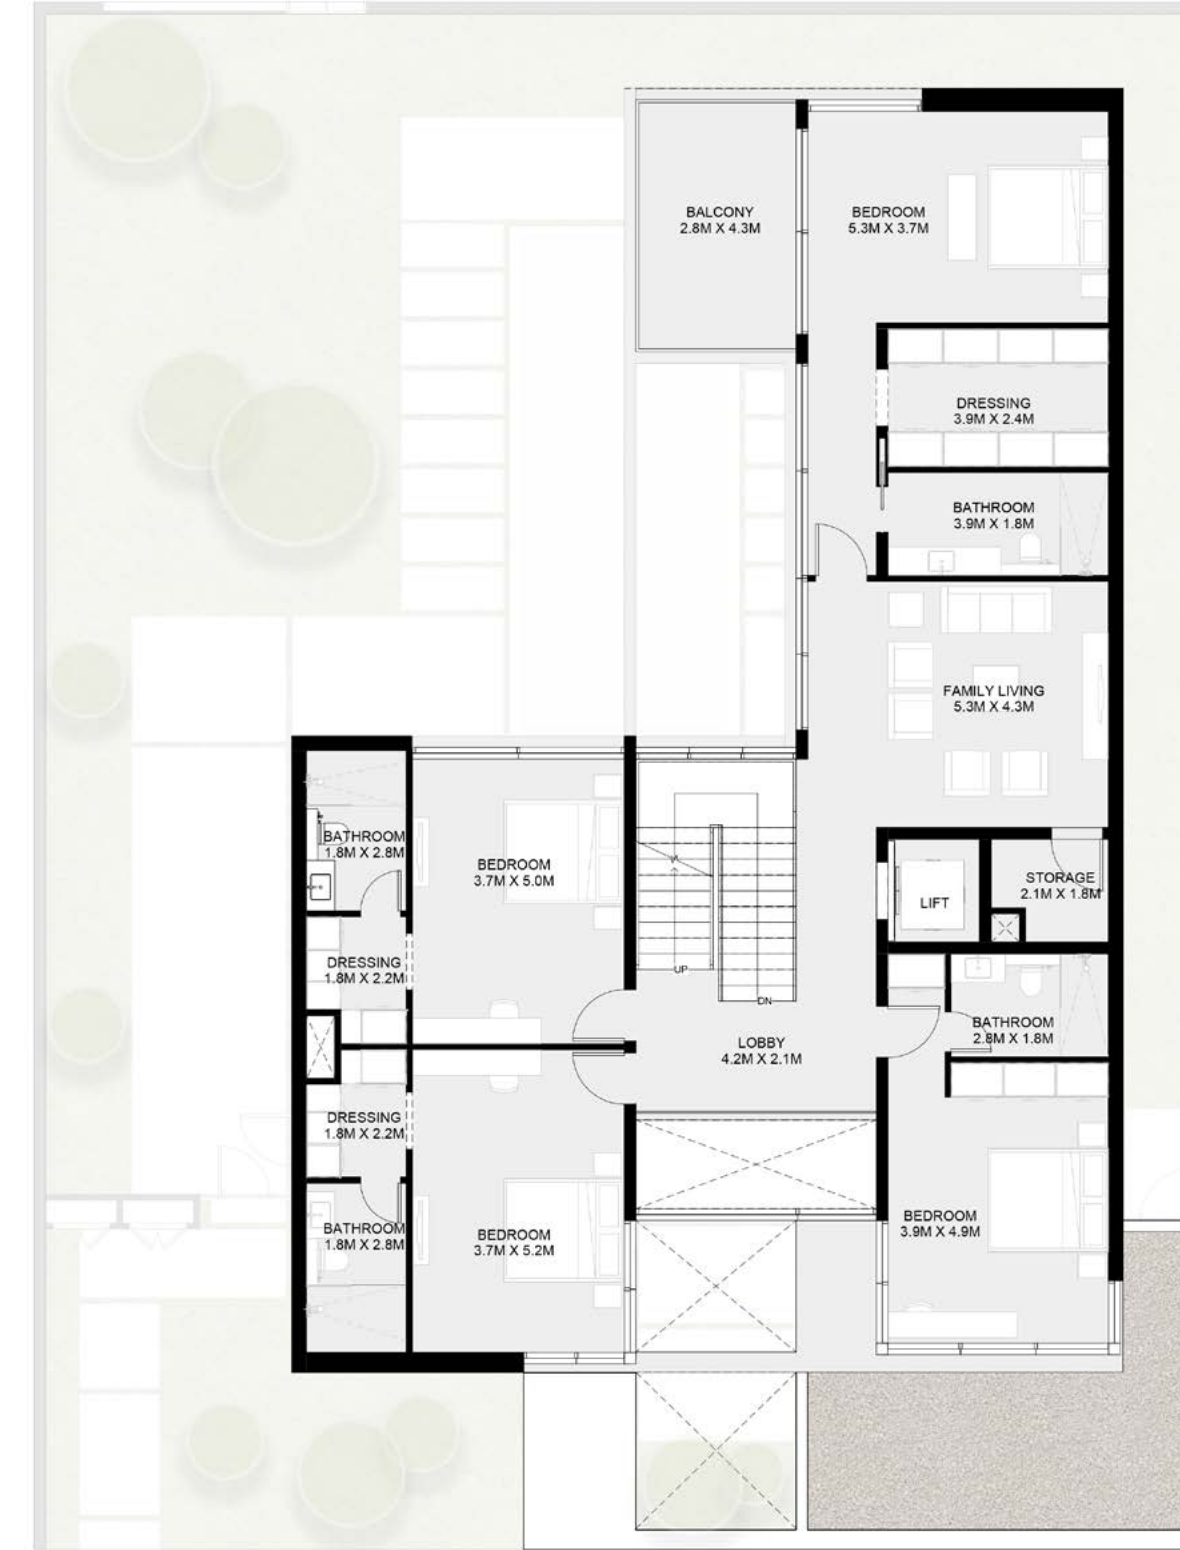 BALCONY
2.8M X 4.3M
BEDROOM
5.3M X 3.7M
DRESSING
3.9M X 2.4M
BATHROOM
3.9M X 1.8M
FAMILY LIVING
5.3M X 4.3M
BATHROOM
1.8M X 2.8M
BEDROOM
3.7M X 5.0M
STORAGE
2.1M X 1.8M
LIFT
DRESSING
1.8M X 2.2M
UP
DN
LOBBY
4.2M X 2.1M
BATHROOM
2.8M X 1.8M
DRESSING
1.8M X 2.2M
BATHROOM
1.8M X 2.8M
BEDROOM
3.7M X 5.2M
BEDROOM
3.9M X 4.9M